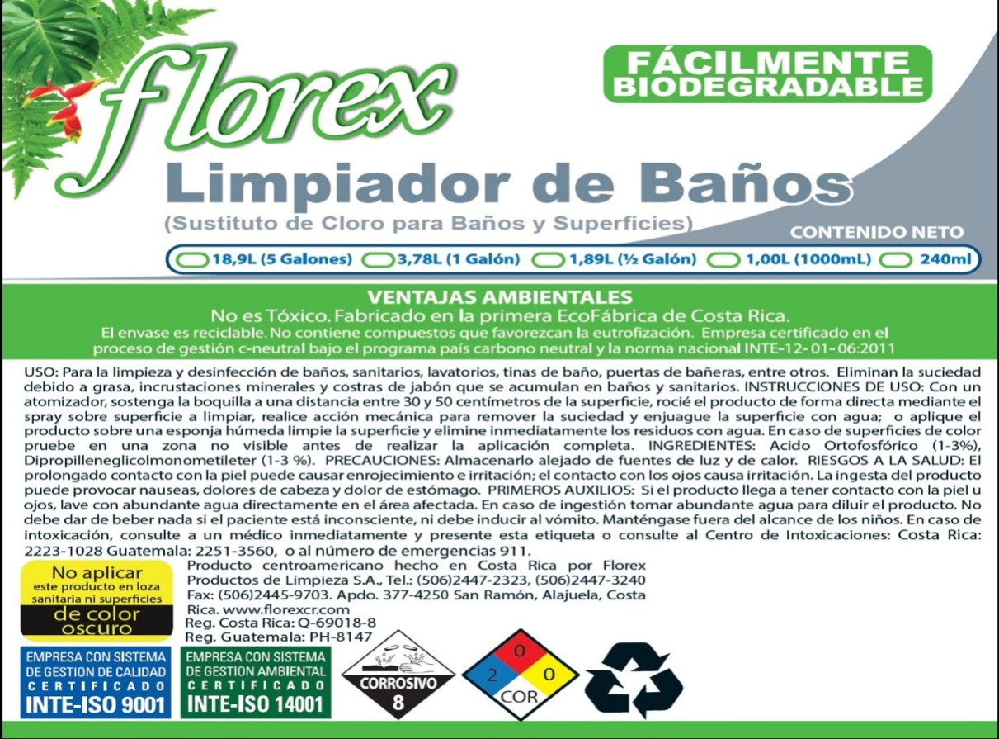 florex
FÁCILMENTE
BIODEGRADABLE
Limpiador de Baños
(Sustituto de Cloro para Baños y Superficies)
CONTENIDO NETO
18,9L (5 Galones) 3,78L (1 Galón) 1,89L (½ Galón) 1,00L (1000mL) 240ml
VENTAJAS AMBIENTALES
No es Tóxico. Fabricado en la primera EcoFábrica de Costa Rica.
El envase es reciclable. No contiene compuestos que favorezcan la eutrofización. Empresa certificado en el
proceso de gestión c-neutral bajo el programa país carbono neutral y la norma nacional INTE-12- 01- 06:2011
USO: Para la limpieza y desinfección de baños, sanitarios, lavatorios, tinas de baño, puertas de bañeras, entre otros. Eliminan la suciedad
debido a grasa, incrustaciones minerales y costras de jabón que se acumulan en baños y sanitarios. INSTRUCCIONES DE USO: Con un
atomizador, sostenga la boquilla a una distancia entre 30 y 50 centímetros de la superficie, rocié el producto de forma directa mediante el
spray sobre superficie a limpiar, realice acción mecánica para remover la suciedad y enjuague la superficie con agua; o aplique el
producto sobre una esponja húmeda limpie la superficie y elimine inmediatamente los residuos con agua. En caso de superficies de color
pruebe en una zona no visible antes de realizar la aplicación completa. INGREDIENTES: Acido Ortofosfórico (1-3%),
Dipropilleneglicolmonometileter (1-3 %). PRECAUCIONES: Almacenarlo alejado de fuentes de luz y de calor. RIESGOS A LA SALUD: El
prolongado contacto con la piel puede causar enrojecimiento e irritación; el contacto con los ojos causa irritación. La ingesta del producto
puede provocar nauseas, dolores de cabeza y dolor de estómago. PRIMEROS AUXILIOS: Si el producto llega a tener contacto con la piel u
ojos, lave con abundante agua directamente en el área afectada. En caso de ingestión tomar abundante agua para diluir el producto. No
debe dar de beber nada si el paciente está inconsciente, ni debe inducir al vómito. Manténgase fuera del alcance de los niños. En caso de
intoxicación, consulte a un médico inmediatamente y presente esta etiqueta o consulte al Centro de Intoxicaciones: Costa Rica:
2223-1028 Guatemala: 2251-3560, o al número de emergencias 911.
No aplicar
este producto en loza
sanitaria ni superficies
de color
oscuro
Producto centroamericano hecho en Costa Rica por Florex
Productos de Limpieza S.A., Tel.: (506)2447-2323, (506)2447-3240
Fax: (506)2445-9703. Apdo. 377-4250 San Ramón, Alajuela, Costa
Rica. www.florexcr.com
Reg. Costa Rica: Q-69018-8
Reg. Guatemala: PH-8147
EMPRESA CON SISTEMA
DE GESTION DE CALIDAD
CERTIFICADO
INTE-ISO 9001
EMPRESA CON SISTEMA
DE GESTION AMBIENTAL
CERTIFICADO
INTE-ISO 14001
CORROSIVO
8
0
2 0
COR